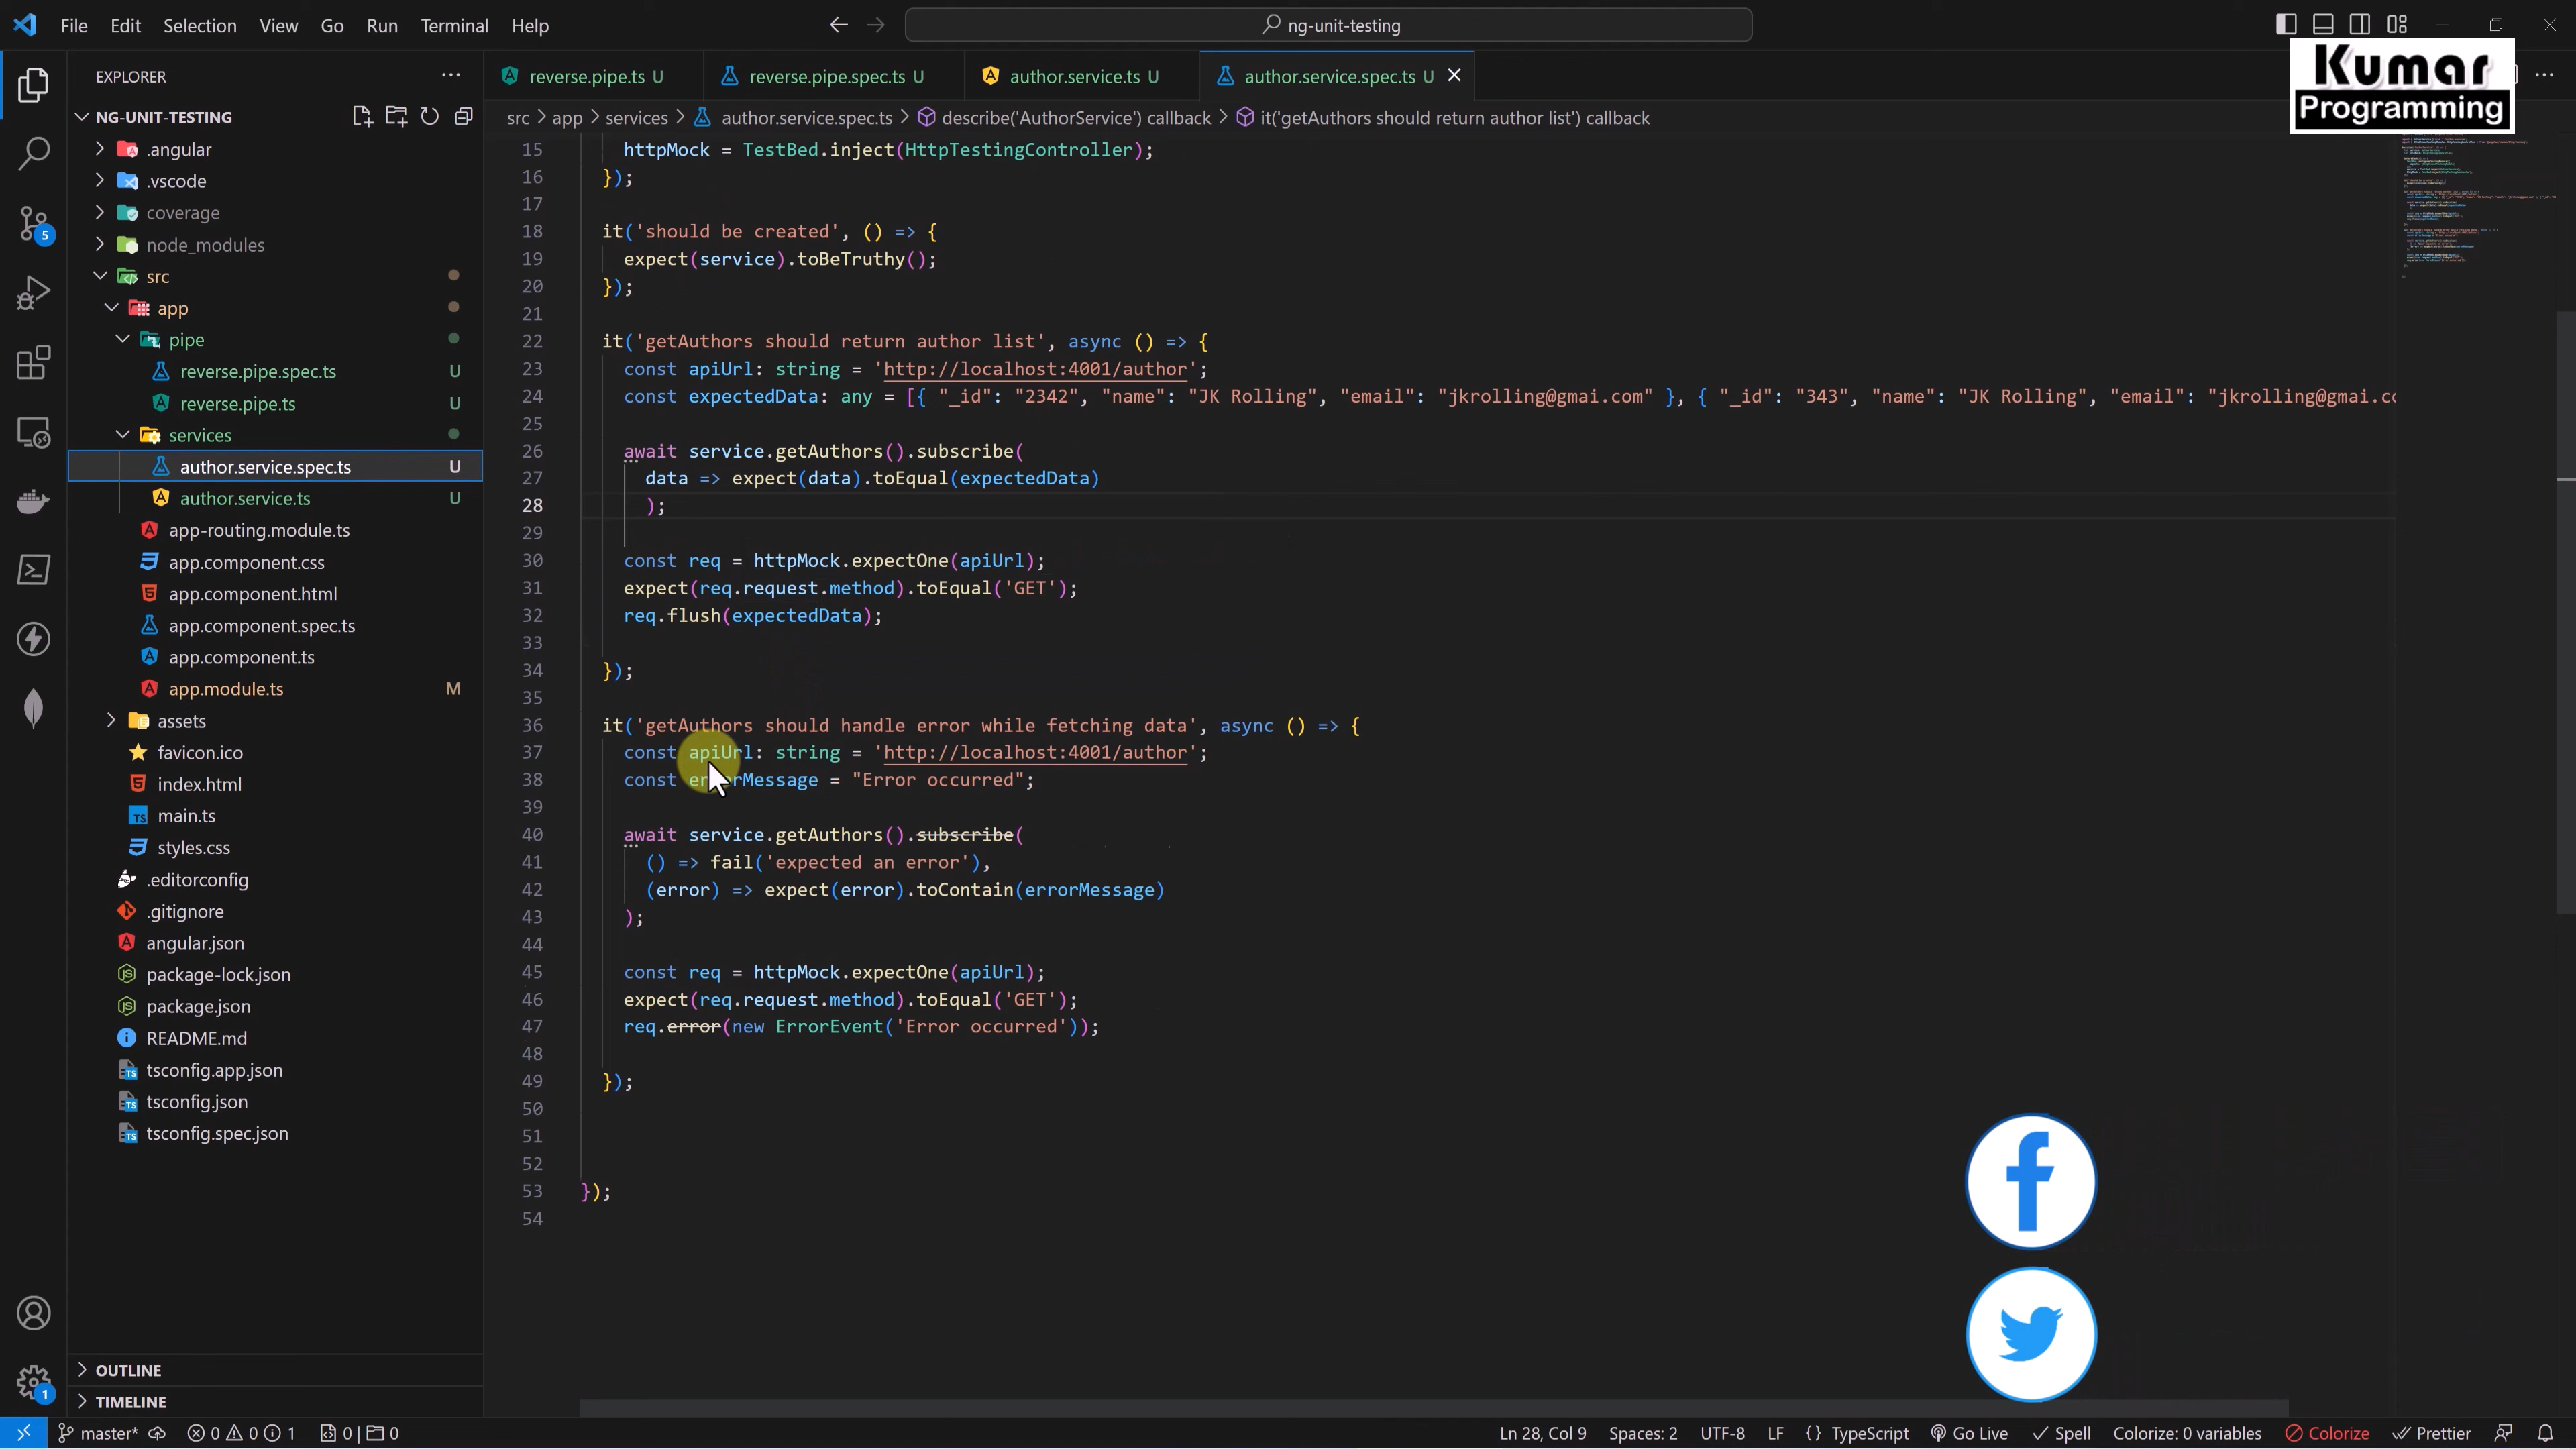 File Edit Selection View Go Run Terminal Help
ng-unit-testing
Kumar
Programming
EXPLORER
reverse.pipe.ts U
reverse.pipe.spec.ts U
author.service.ts U
author.service.spec.ts U
src > app > services > author.service.spec.ts > describe('AuthorService') callback > it('getAuthors should return author list') callback
NG-UNIT-TESTING
.angular
.vscode
coverage
node_modules
src
app
pipe
reverse.pipe.spec.ts U
reverse.pipe.ts U
services
author.service.spec.ts U
author.service.ts U
app-routing.module.ts
app.component.css
app.component.html
app.component.spec.ts
app.component.ts
app.module.ts M
assets
favicon.ico
index.html
main.ts
styles.css
.editorconfig
.gitignore
angular.json
package-lock.json
package.json
README.md
tsconfig.app.json
tsconfig.json
tsconfig.spec.json
OUTLINE
TIMELINE
5
1
15 httpMock = TestBed.inject(HttpTestingController);
16 });
17
18 it('should be created', () => {
19 expect(service).toBeTruthy();
20 });
21
22 it('getAuthors should return author list', async () => {
23 const apiUrl: string = 'http://localhost:4001/author';
24 const expectedData: any = [{ "_id": "2342", "name": "JK Rolling", "email": "jkrolling@gmai.com" }, { "_id": "343", "name": "JK Rolling", "email": "jkrolling@gmai.co
25
26 await service.getAuthors().subscribe(
27 data => expect(data).toEqual(expectedData)
28 );
29
30 const req = httpMock.expectOne(apiUrl);
31 expect(req.request.method).toEqual('GET');
32 req.flush(expectedData);
33
34 });
35
36 it('getAuthors should handle error while fetching data', async () => {
37 const apiUrl: string = 'http://localhost:4001/author';
38 const errorMessage = "Error occurred";
39
40 await service.getAuthors().subscribe(
41 () => fail('expected an error'),
42 (error) => expect(error).toContain(errorMessage)
43 );
44
45 const req = httpMock.expectOne(apiUrl);
46 expect(req.request.method).toEqual('GET');
47 req.error(new ErrorEvent('Error occurred'));
48
49 });
50
51
52
53 });
54
master* 0 0 1 0 | 0 Ln 28, Col 9 Spaces: 2 UTF-8 LF {} TypeScript Go Live Spell Colorize: 0 variables Colorize Prettier